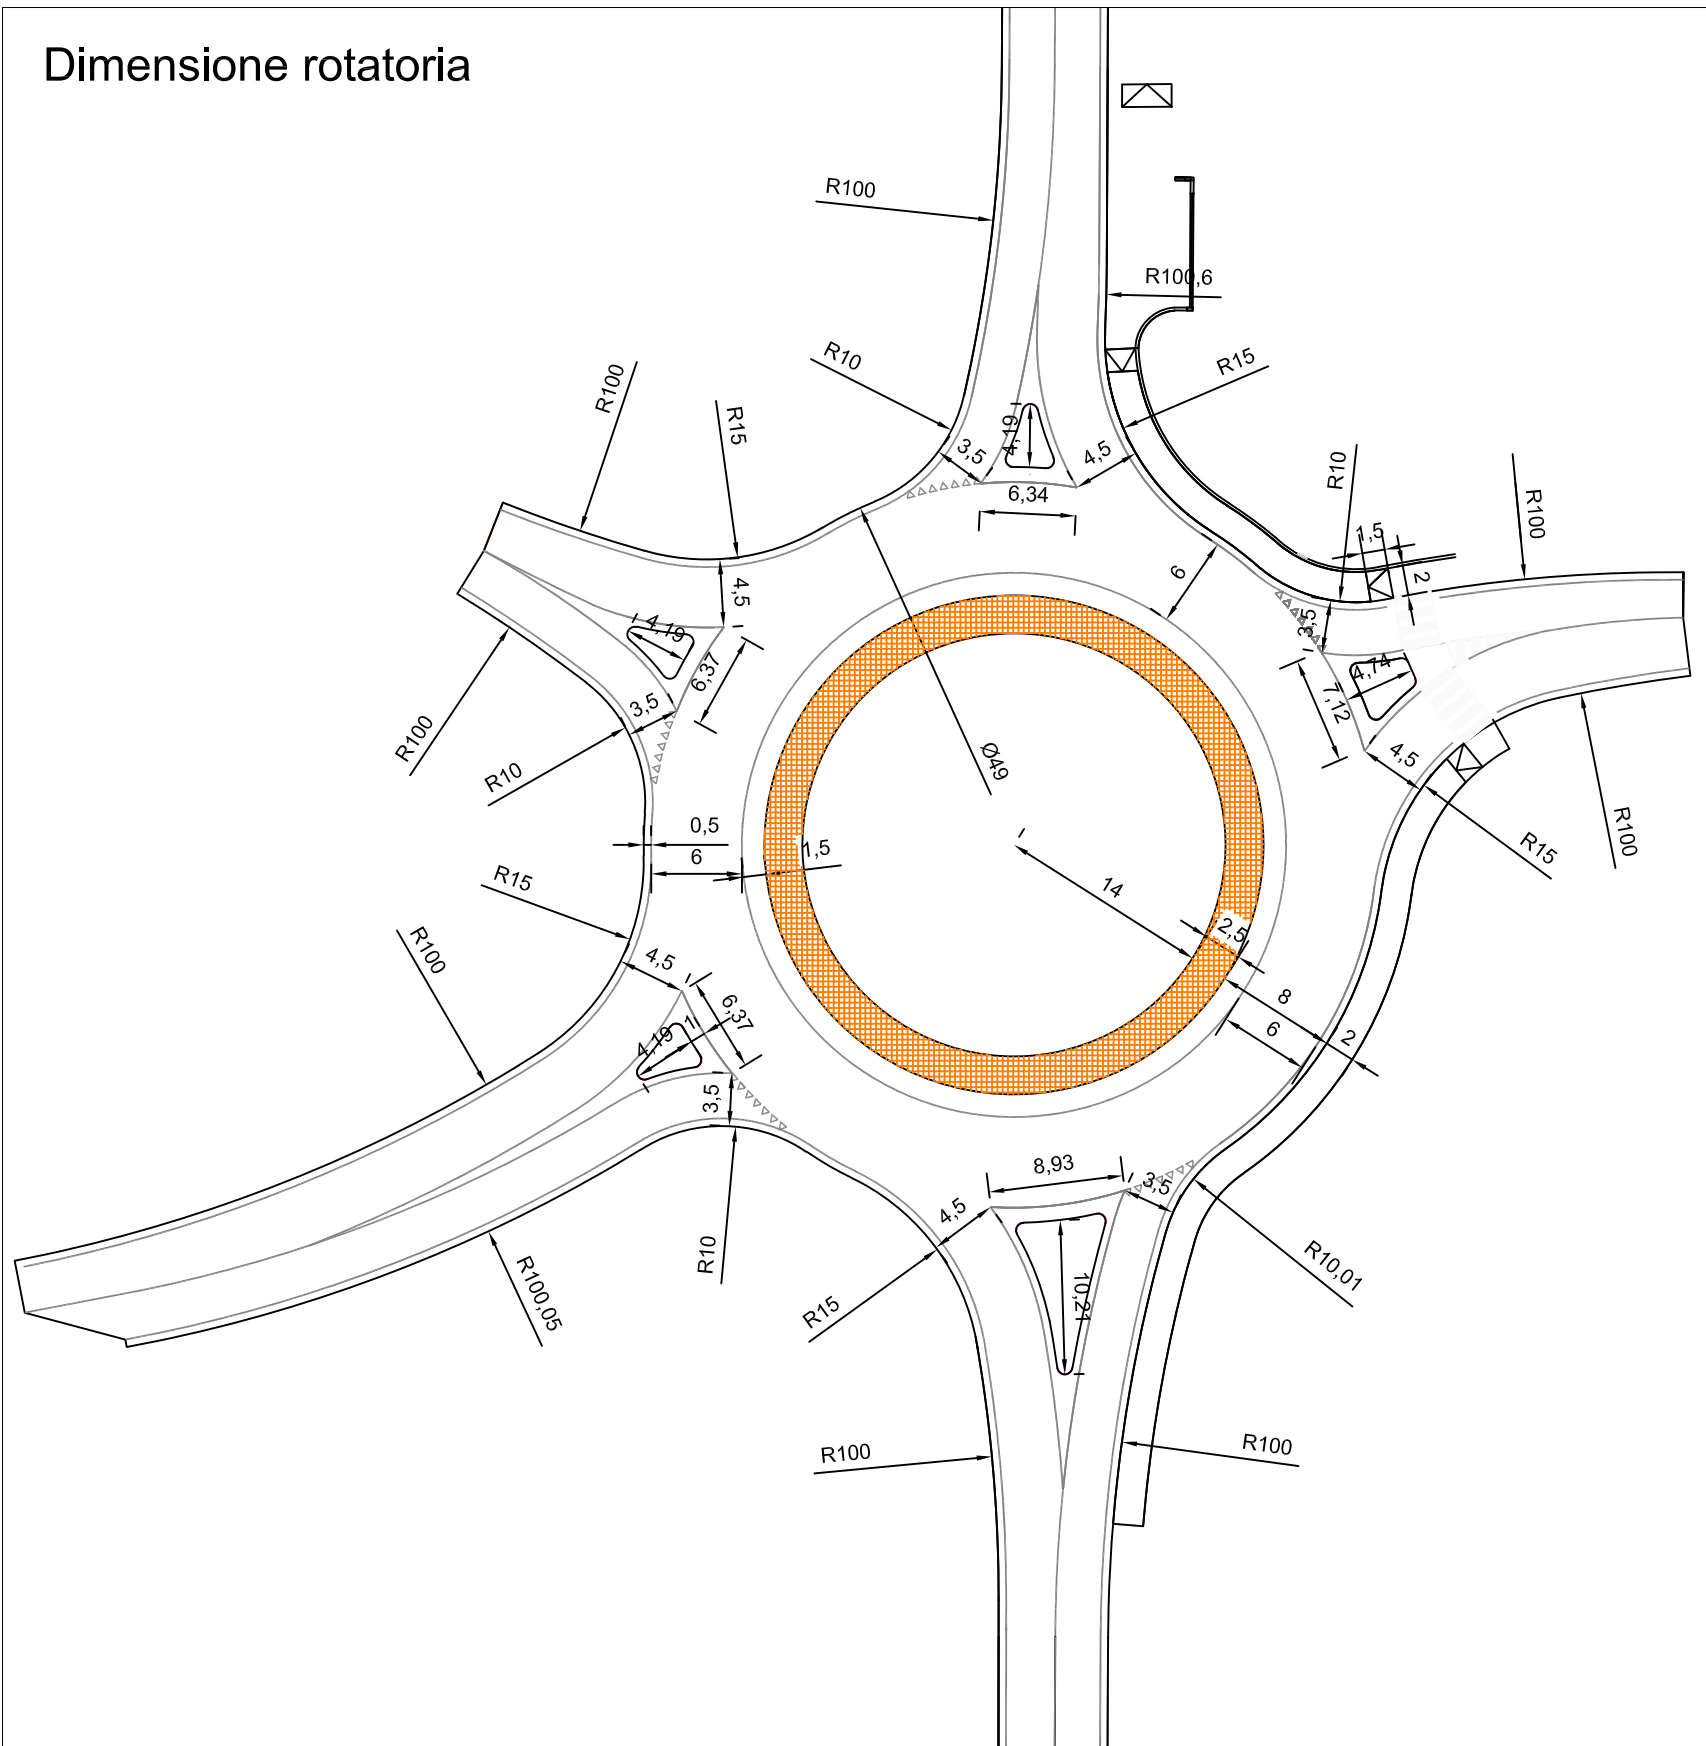 Dimensione rotatoria
R100
R100,6
R10
R15
R100
R15
3,5
4,19
4,5
6,34
R10
R100
1,5
2
6
4,5
4,19
6,37
3,5
R100
R10
3,5
4,74
7,12
4,5
R100
R15
Ø49
0,5
6
1,5
14
2,5
8
6
2
R15
R100
4,5
6,37
1
4,19
3,5
R10
R100,05
8,93
3,5
4,5
10,21
R15
R10,01
R100
R100